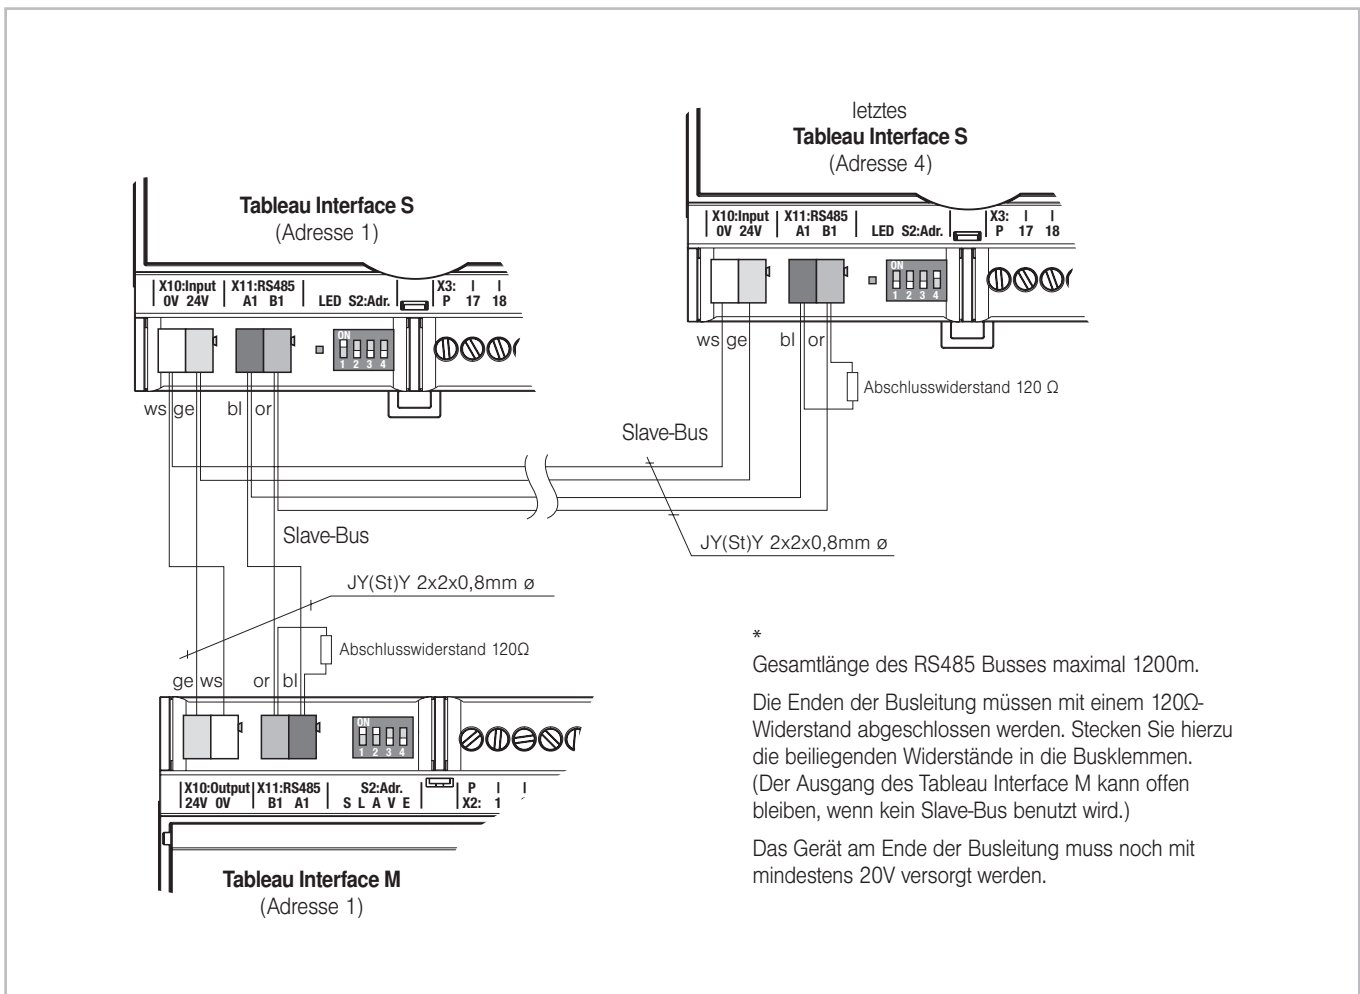 letztes
Tableau Interface S
(Adresse 4)
X10:Input X11:RS485 X3: I I
0V 24V A1 B1 LED S2:Adr. P 17 18
ON
1 2 3 4
ws ge bl or
Abschlusswiderstand 120 Ω
Tableau Interface S
(Adresse 1)
X10:Input X11:RS485 X3: I I
0V 24V A1 B1 LED S2:Adr. P 17 18
ON
1 2 3 4
ws ge bl or
Slave-Bus
JY(St)Y 2x2x0,8mm ø
Slave-Bus
JY(St)Y 2x2x0,8mm ø
Abschlusswiderstand 120Ω
ge ws or bl
ON
1 2 3 4
X10:Output X11:RS485 S2:Adr. P I I
24V 0V B1 A1 S L A V E X2: 1
Tableau Interface M
(Adresse 1)
*
Gesamtlänge des RS485 Busses maximal 1200m.
Die Enden der Busleitung müssen mit einem 120Ω-
Widerstand abgeschlossen werden. Stecken Sie hierzu
die beiliegenden Widerstände in die Busklemmen.
(Der Ausgang des Tableau Interface M kann offen
bleiben, wenn kein Slave-Bus benutzt wird.)
Das Gerät am Ende der Busleitung muss noch mit
mindestens 20V versorgt werden.